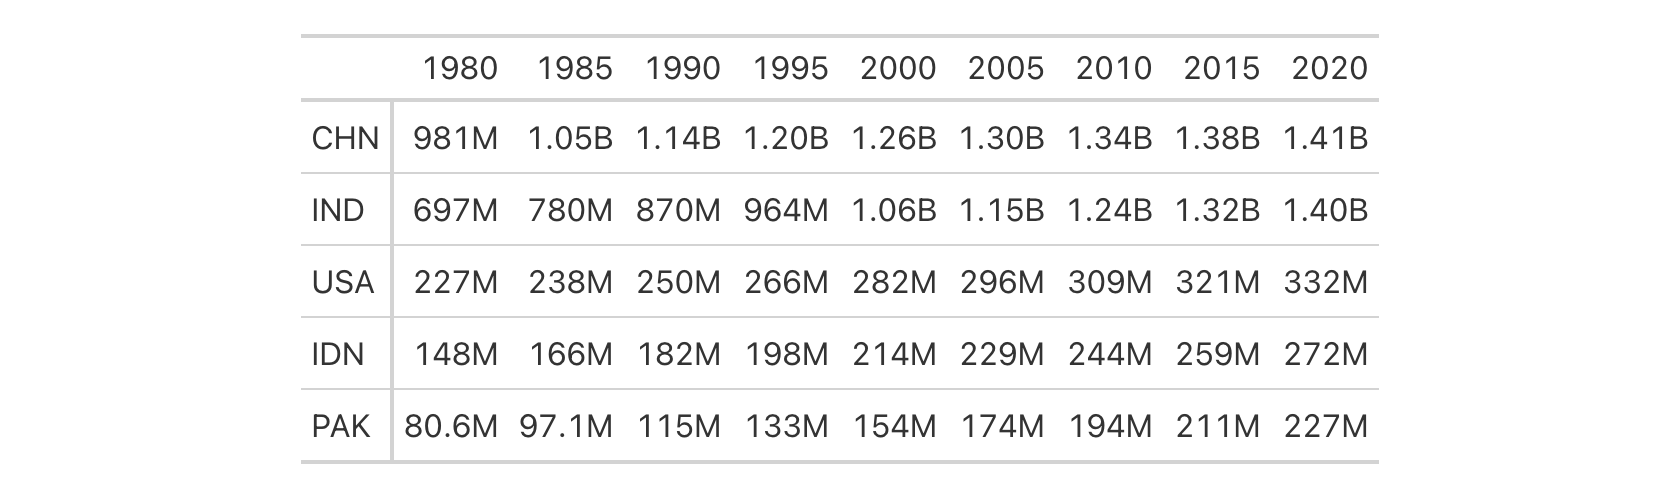 1980 1985 1990 1995 2000 2005 2010 2015 2020
CHN 981M 1.05B 1.14B 1.20B 1.26B 1.30B 1.34B 1.38B 1.41B
IND 697M 780M 870M 964M 1.06B 1.15B 1.24B 1.32B 1.40B
USA 227M 238M 250M 266M 282M 296M 309M 321M 332M
IDN 148M 166M 182M 198M 214M 229M 244M 259M 272M
PAK 80.6M 97.1M 115M 133M 154M 174M 194M 211M 227M